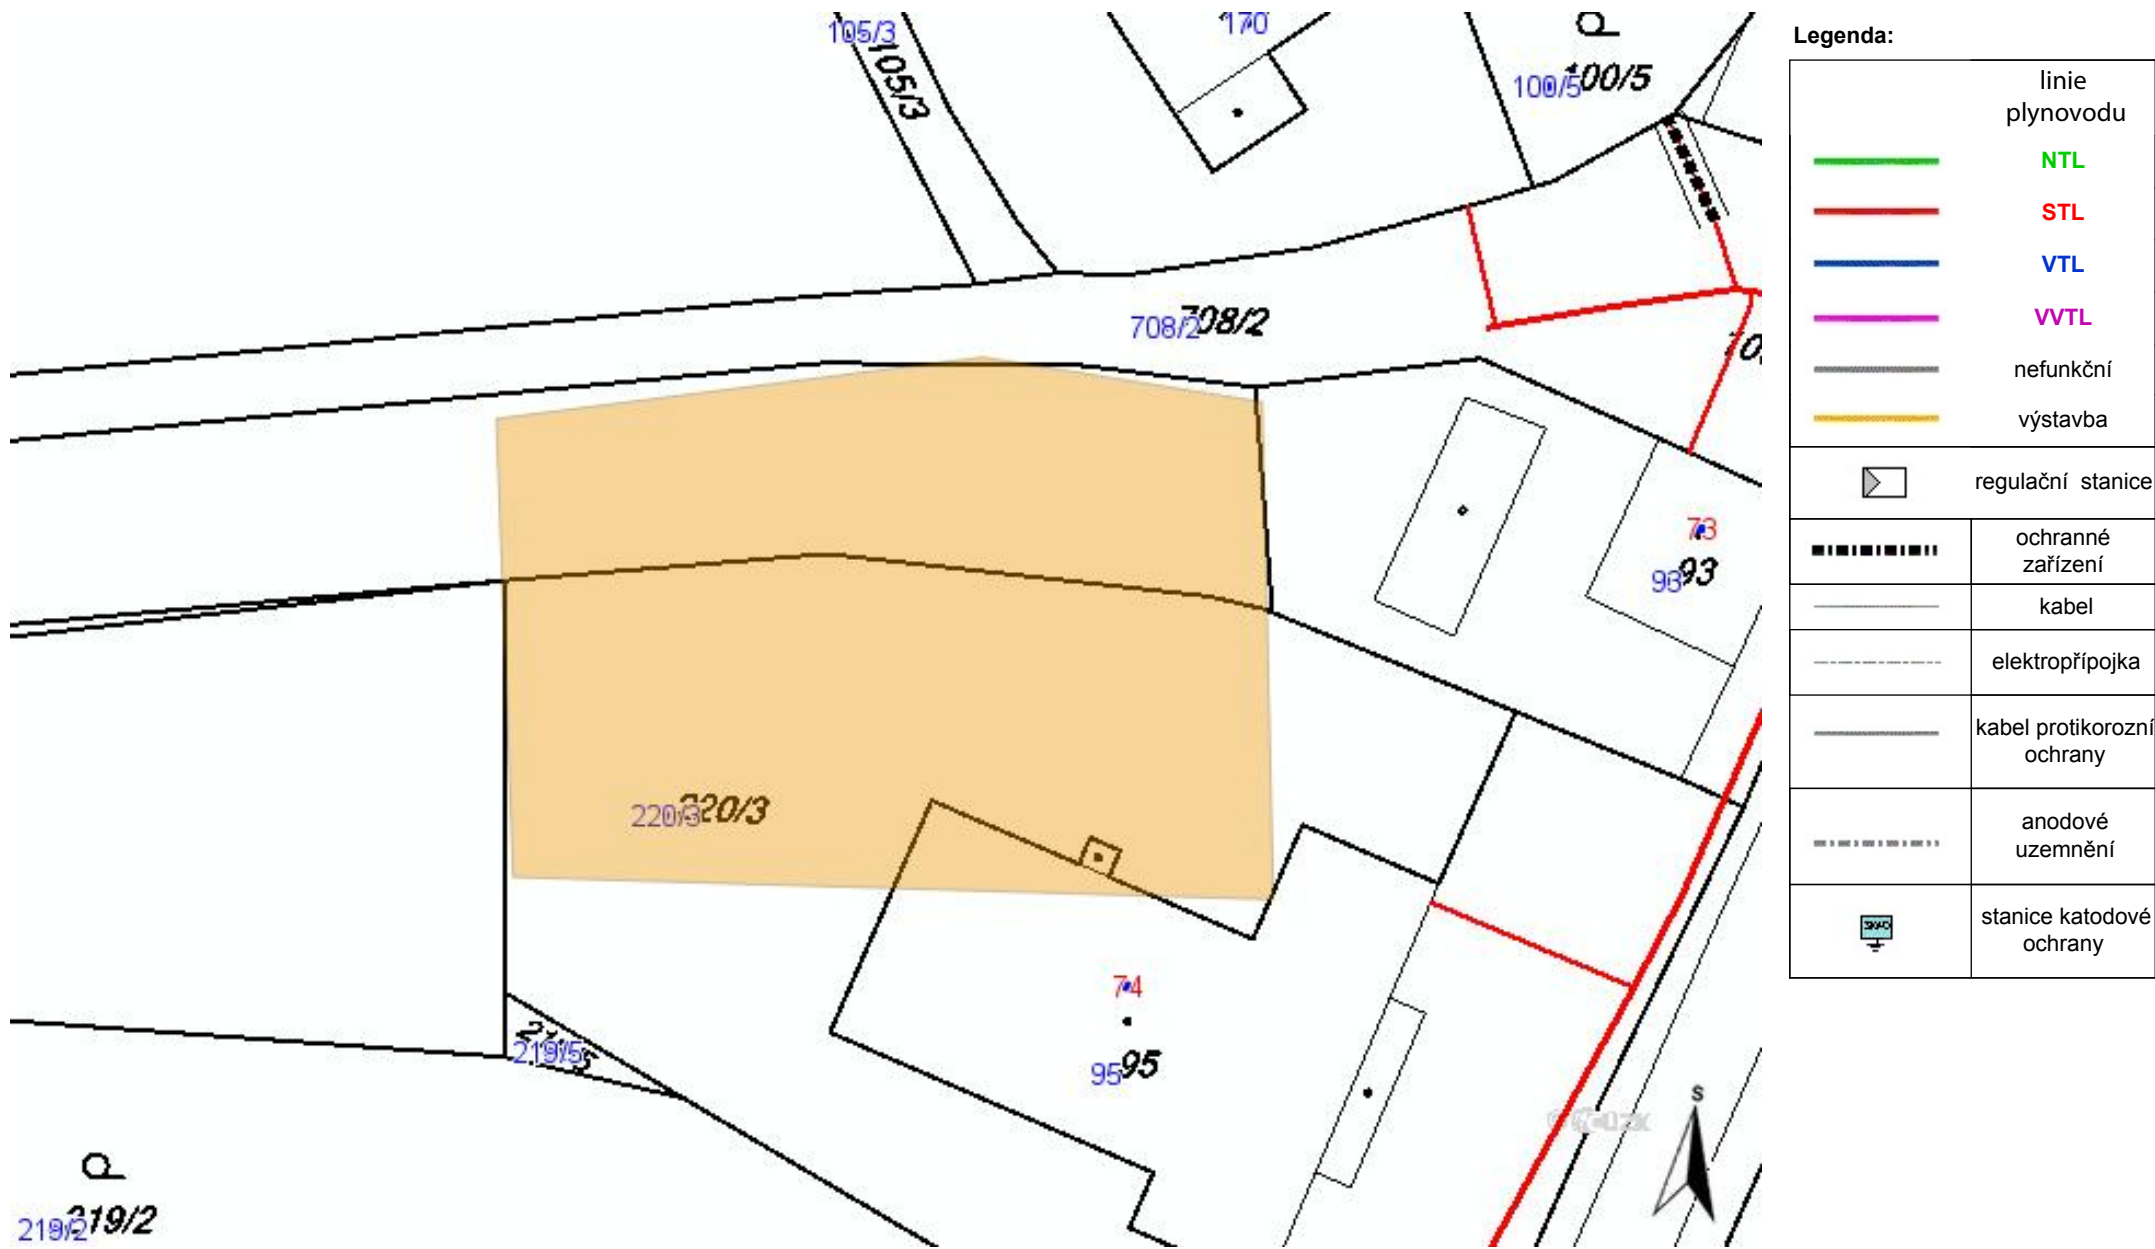 105/3
105/3
170
100/5
100/5
P
708/2
708/2
73
93
93
220/3
220/3
74
95
95
219/5
P
219/2
219/2
S
Legenda:
linie
plynovodu
NTL
STL
VTL
VVTL
nefunkční
výstavba
regulační stanice
ochranné
zařízení
kabel
elektropřípojka
kabel protikorozní
ochrany
anodové
uzemnění
stanice katodové
ochrany